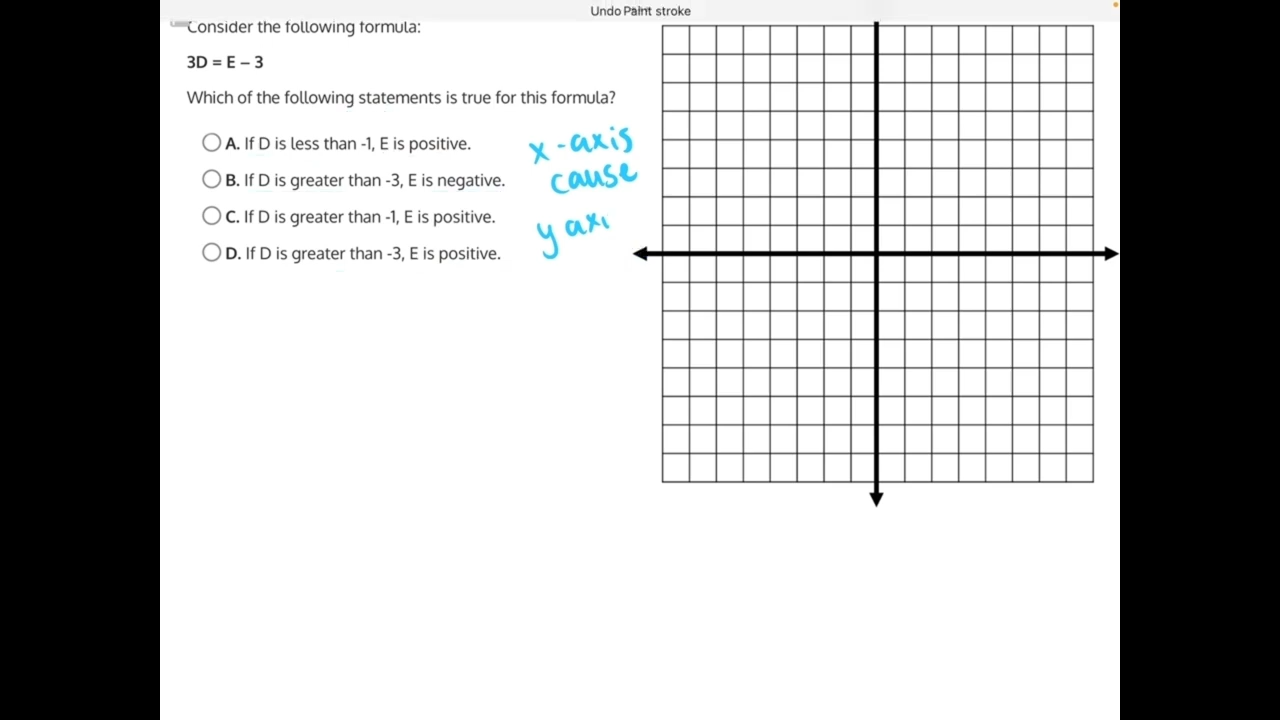 Undo Paint stroke
Consider the following formula:
3D = E – 3
Which of the following statements is true for this formula?
A. If D is less than -1, E is positive.
B. If D is greater than -3, E is negative.
C. If D is greater than -1, E is positive.
D. If D is greater than -3, E is positive.
x-axis
cause
y axi